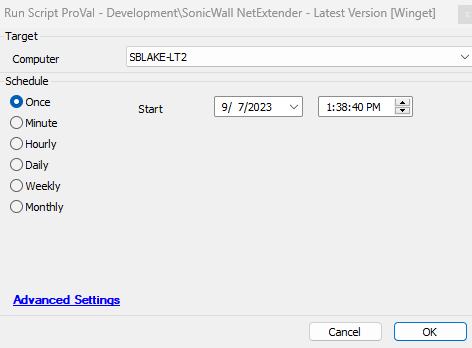 Run Script ProVal - Development\SonicWall NetExtender - Latest Version [Winget]
Target
Computer SBLAKE-LT2
Schedule
Once Start 9/ 7/2023 1:38:40 PM
Minute
Hourly
Daily
Weekly
Monthly
Advanced Settings
Cancel OK